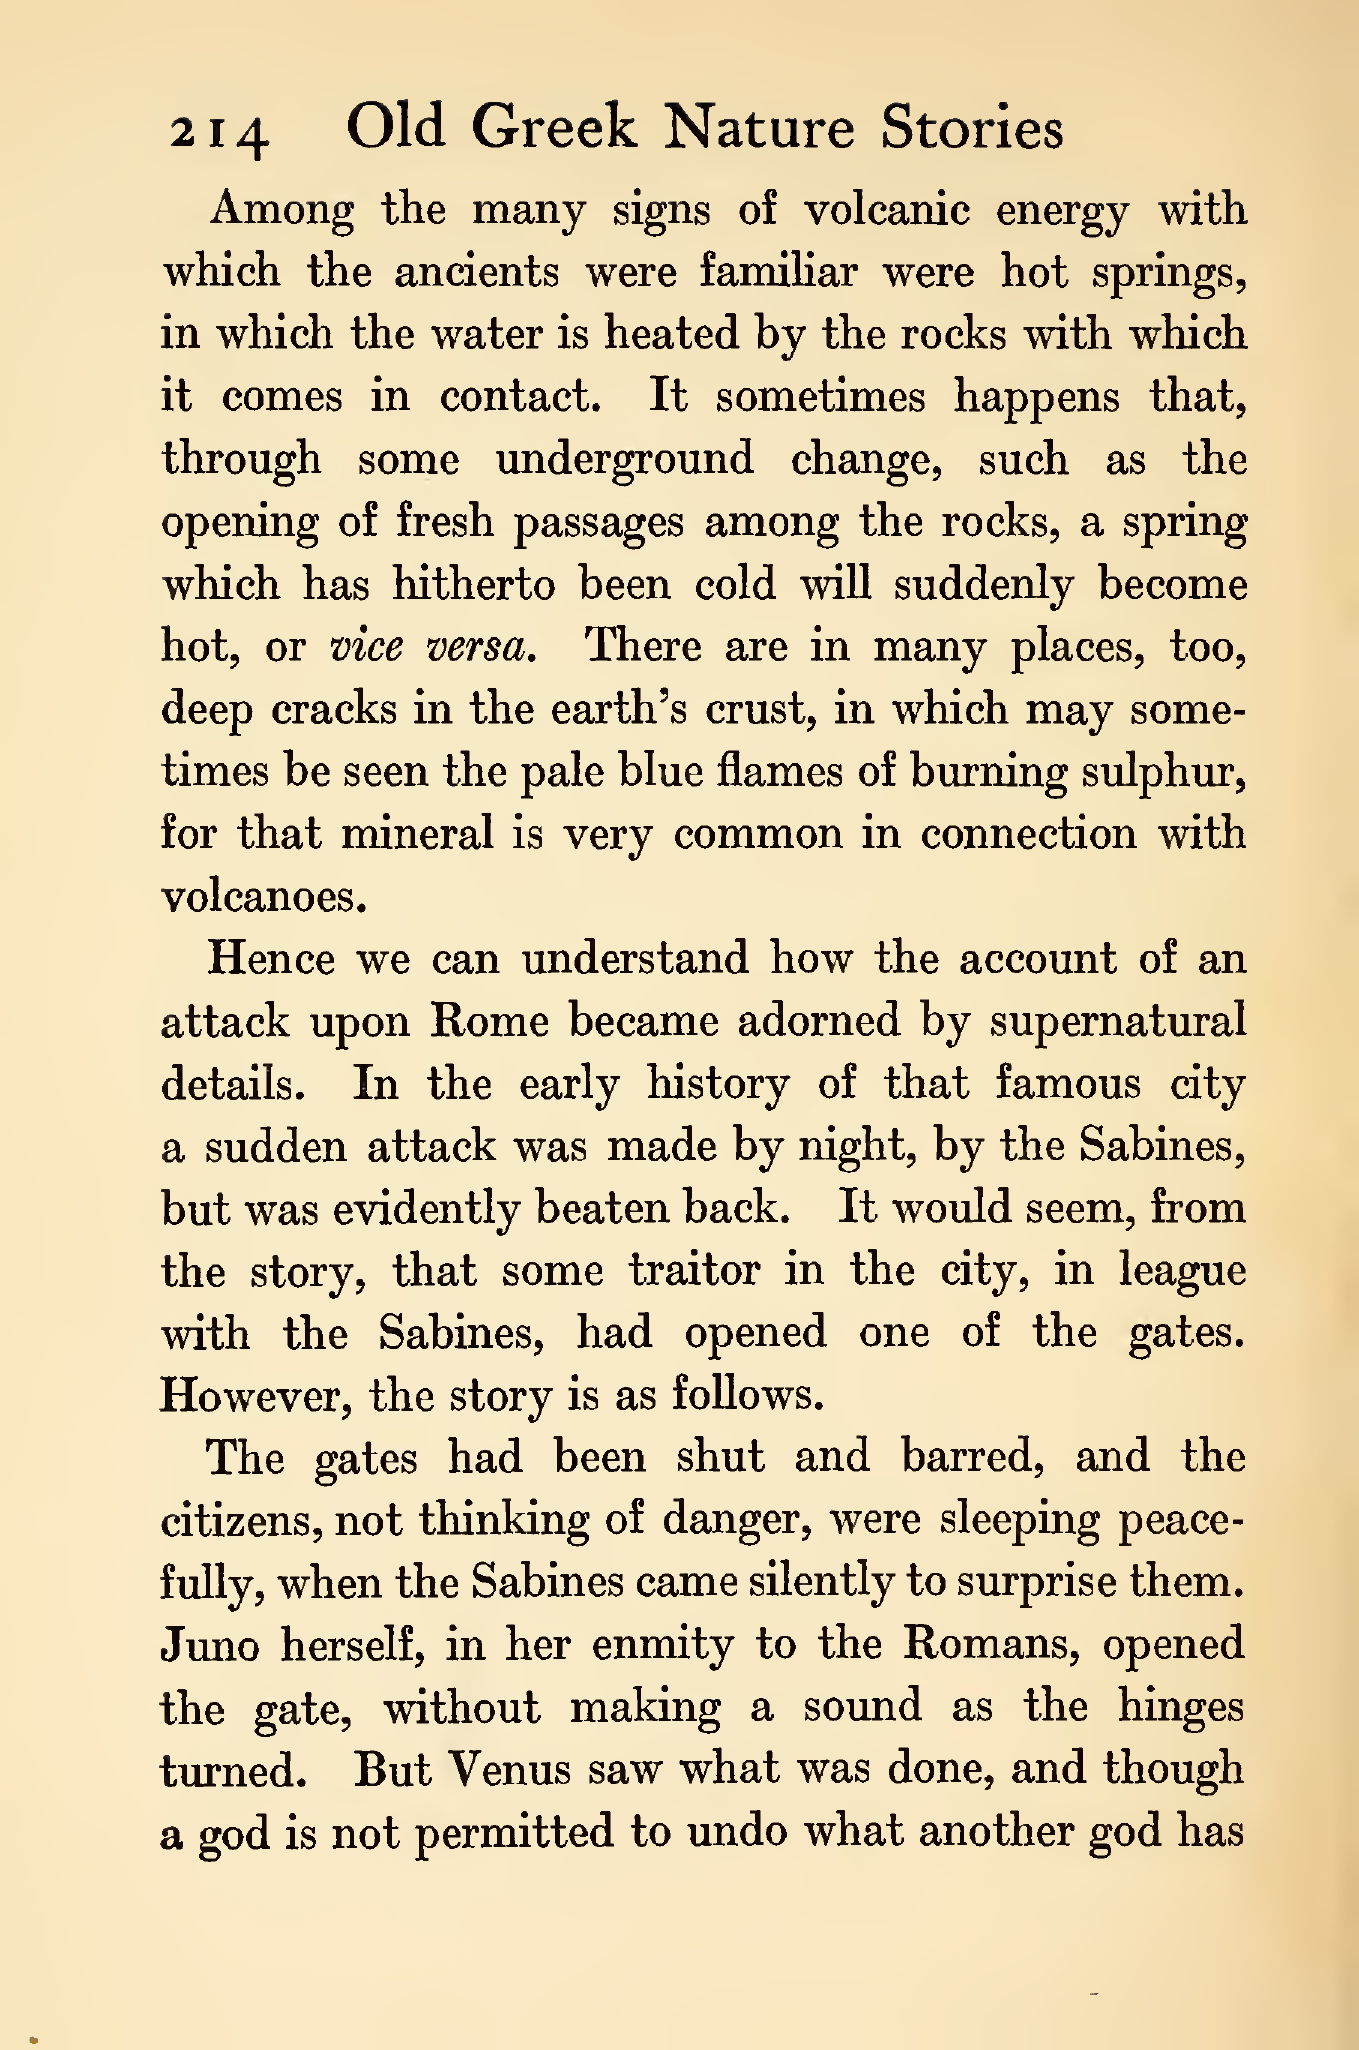 214 Old Greek Nature Stories
Among the many signs of volcanic energy with
which the ancients were familiar were hot springs,
in which the water is heated by the rocks with which
it comes in contact. It sometimes happens that,
through some underground change, such as the
opening of fresh passages among the rocks, a spring
which has hitherto been cold will suddenly become
hot, or vice versa. There are in many places, too,
deep cracks in the earth's crust, in which may some-
times be seen the pale blue flames of burning sulphur,
for that mineral is very common in connection with
volcanoes.
Hence we can understand how the account of an
attack upon Rome became adorned by supernatural
details. In the early history of that famous city
a sudden attack was made by night, by the Sabines,
but was evidently beaten back. It would seem, from
the story, that some traitor in the city, in league
with the Sabines, had opened one of the gates.
However, the story is as follows.
The gates had been shut and barred, and the
citizens, not thinking of danger, were sleeping peace-
fully, when the Sabines came silently to surprise them.
Juno herself, in her enmity to the Romans, opened
the gate, without making a sound as the hinges
turned. But Venus saw what was done, and though
a god is not permitted to undo what another god has